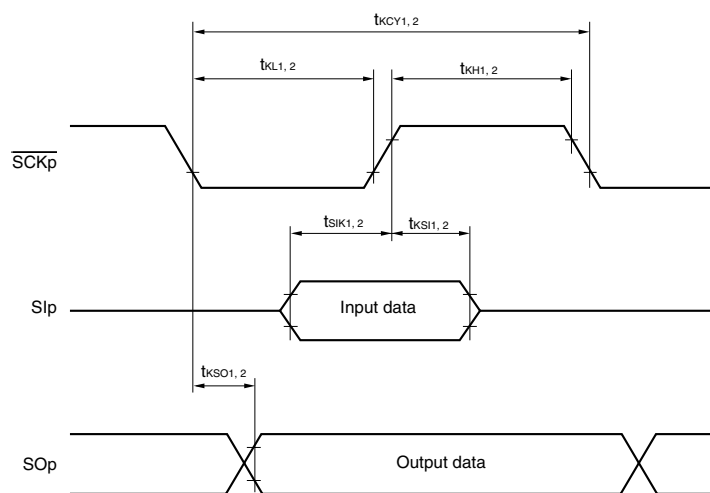 tKCY1, 2
tKL1, 2
tKH1, 2
SCKp
tSIK1, 2
tKSI1, 2
SIp
Input data
tKSO1, 2
SOp
Output data